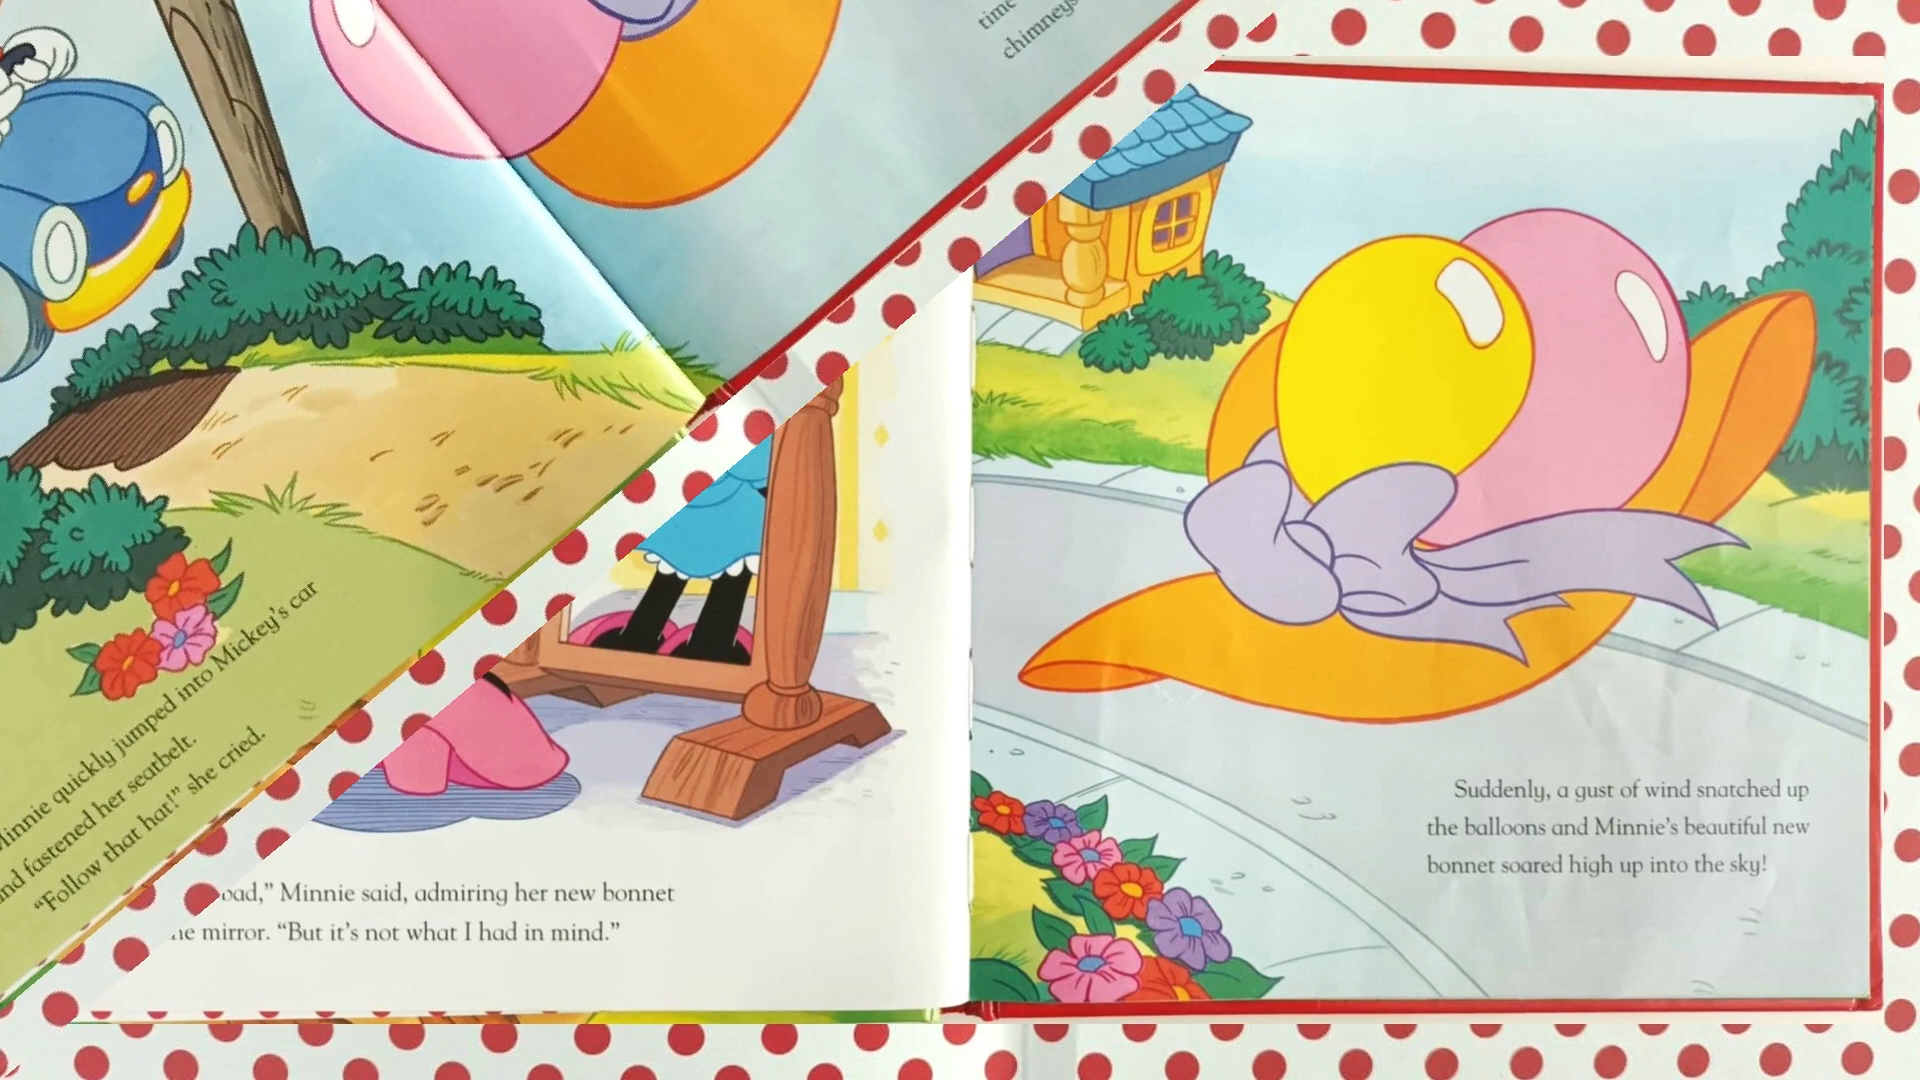 time
chimneys
Minnie quickly jumped into Mickey's car
and fastened her seatbelt.
“Follow that hat!” she cried.
said, admiring her new bonnet
mirror. “But it's not what I had in mind.”
Suddenly, a gust of wind snatched up
the balloons and Minnie's beautiful new
bonnet soared high up into the sky!